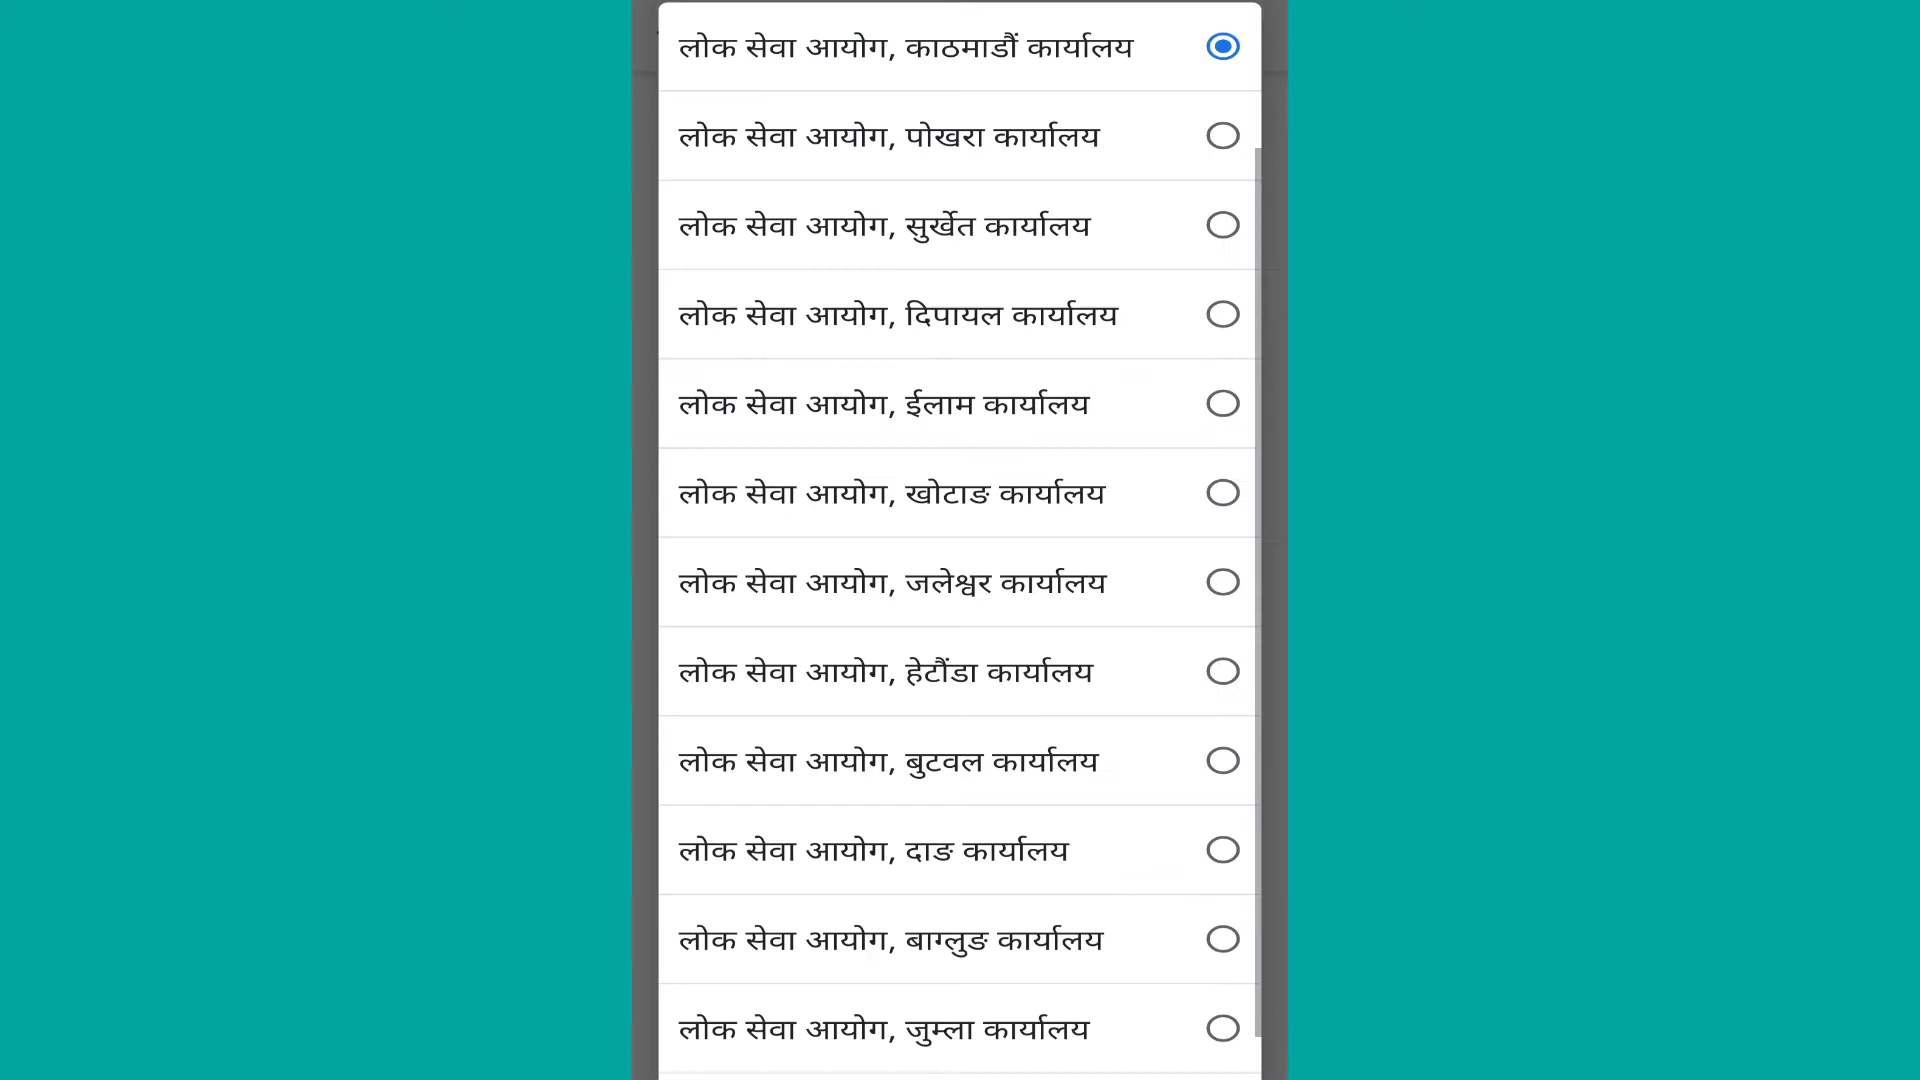 लोक सेवा आयोग, काठमाडौं कार्यालय
लोक सेवा आयोग, पोखरा कार्यालय
लोक सेवा आयोग, सुर्खेत कार्यालय
लोक सेवा आयोग, दिपायल कार्यालय
लोक सेवा आयोग, ईलाम कार्यालय
लोक सेवा आयोग, खोटाङ कार्यालय
लोक सेवा आयोग, जलेश्वर कार्यालय
लोक सेवा आयोग, हेटौंडा कार्यालय
लोक सेवा आयोग, बुटवल कार्यालय
लोक सेवा आयोग, दाङ कार्यालय
लोक सेवा आयोग, बाग्लुङ कार्यालय
लोक सेवा आयोग, जुम्ला कार्यालय